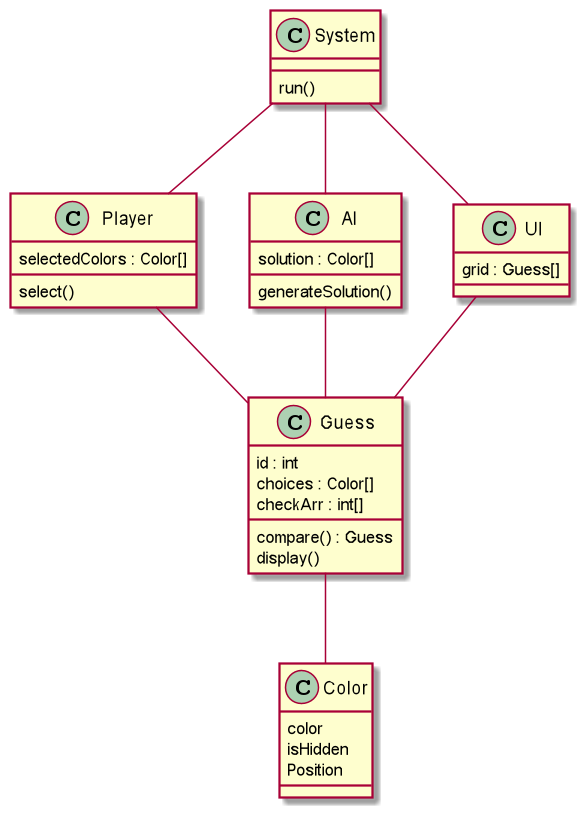 C System
run()
C Player
selectedColors : Color[]
select()
C AI
solution : Color[]
generateSolution()
C UI
grid : Guess[]
C Guess
id : int
choices : Color[]
checkArr : int[]
compare() : Guess
display()
C Color
color
isHidden
Position